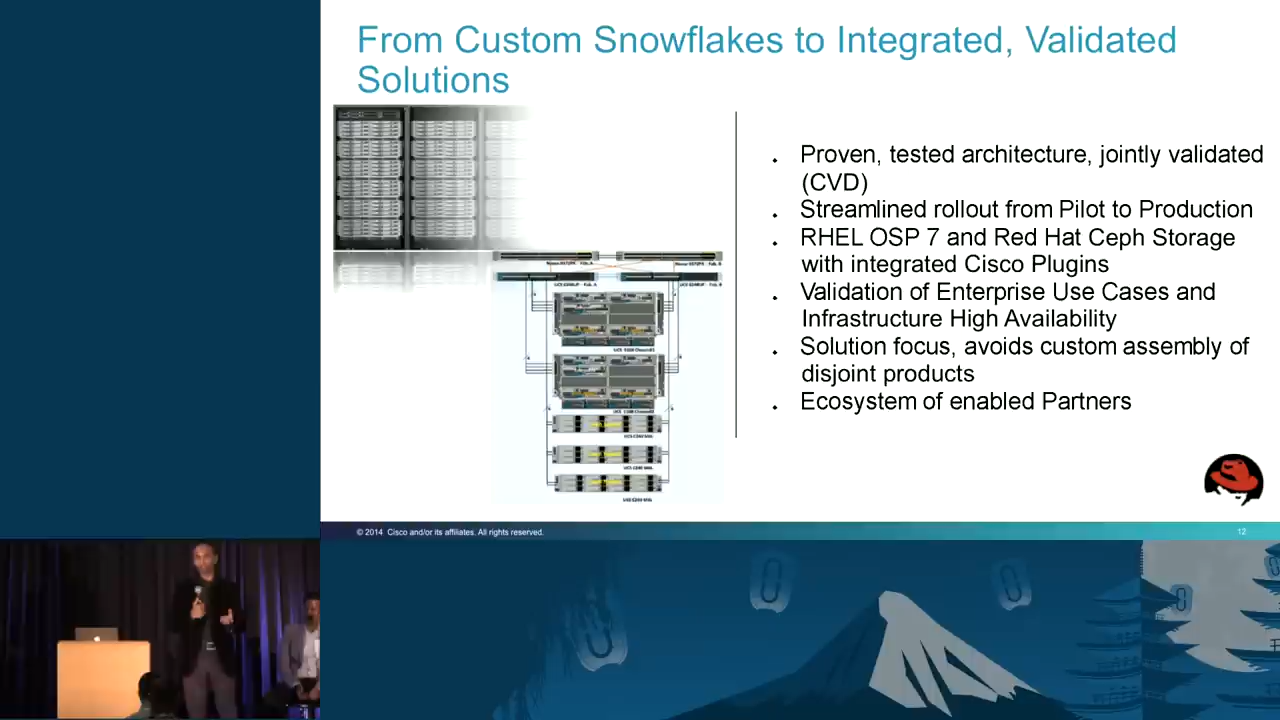 From Custom Snowflakes to Integrated, Validated
Solutions
Proven, tested architecture, jointly validated
(CVD)
Streamlined rollout from Pilot to Production
RHEL OSP 7 and Red Hat Ceph Storage
with integrated Cisco Plugins
Validation of Enterprise Use Cases and
Infrastructure High Availability
Solution focus, avoids custom assembly of
disjoint products
Ecosystem of enabled Partners
© 2014 Cisco and/or its affiliates. All rights reserved.
12